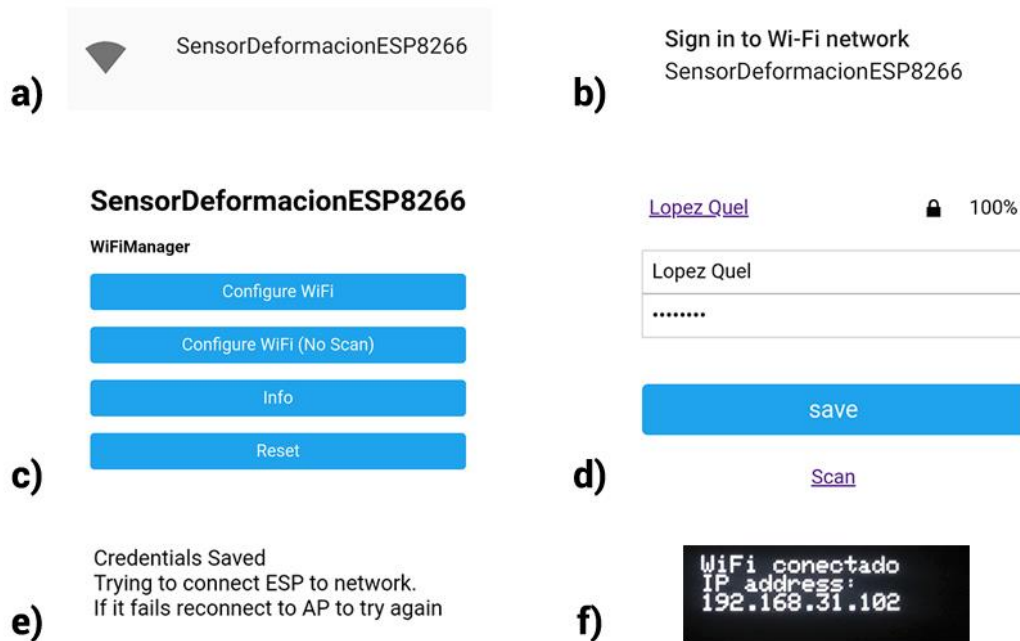 a)
SensorDeformacionESP8266
b)
Sign in to Wi-Fi network
SensorDeformacionESP8266
c)
SensorDeformacionESP8266
WiFiManager
Configure WiFi
Configure WiFi (No Scan)
Info
Reset
d)
Lopez Quel 100%
Lopez Quel
••••••••
save
Scan
e)
Credentials Saved
Trying to connect ESP to network.
If it fails reconnect to AP to try again
f)
WiFi conectado
IP address:
192.168.31.102